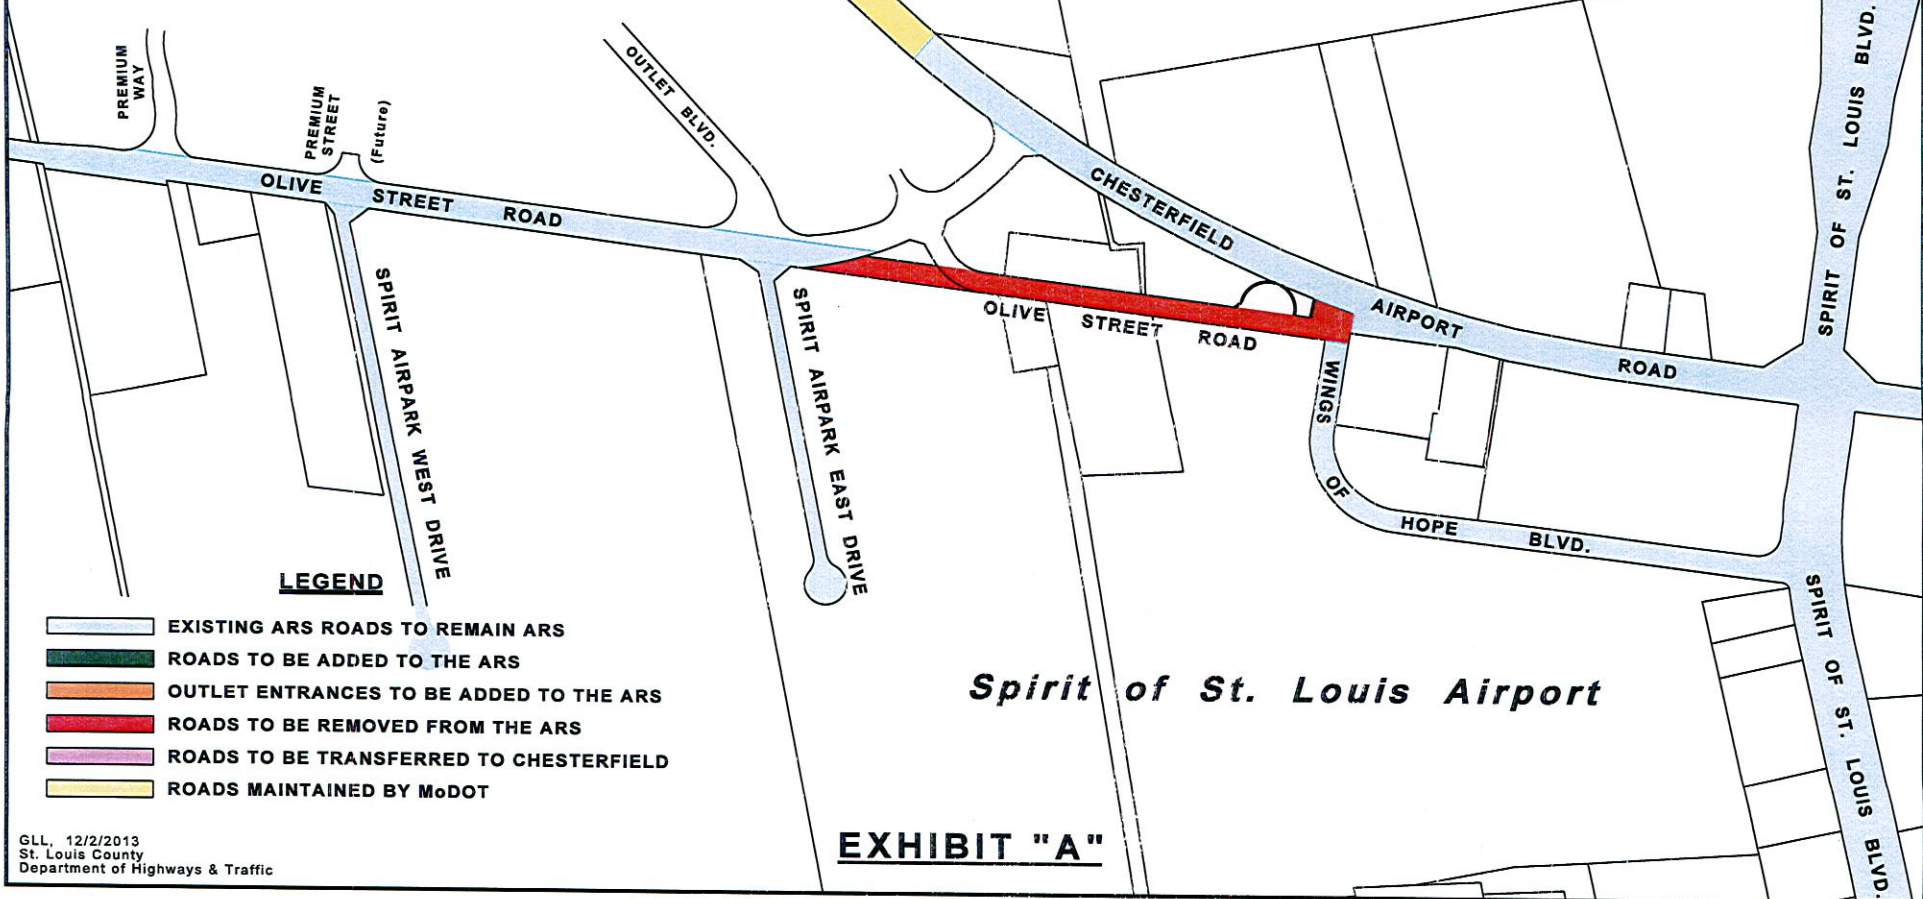 PREMIUM
WAY
PREMIUM
STREET
(Future)
OUTLET BLVD.
OLIVE STREET ROAD
CHESTERFIELD AIRPORT ROAD
SPIRIT OF ST. LOUIS BLVD.
SPIRIT AIRPARK WEST DRIVE
SPIRIT AIRPARK EAST DRIVE
OLIVE STREET ROAD
WINGS OF HOPE BLVD.
SPIRIT OF ST. LOUIS BLVD.
Spirit of St. Louis Airport
LEGEND
EXISTING ARS ROADS TO REMAIN ARS
ROADS TO BE ADDED TO THE ARS
OUTLET ENTRANCES TO BE ADDED TO THE ARS
ROADS TO BE REMOVED FROM THE ARS
ROADS TO BE TRANSFERRED TO CHESTERFIELD
ROADS MAINTAINED BY MoDOT
GLL, 12/2/2013
St. Louis County
Department of Highways & Traffic
EXHIBIT "A"